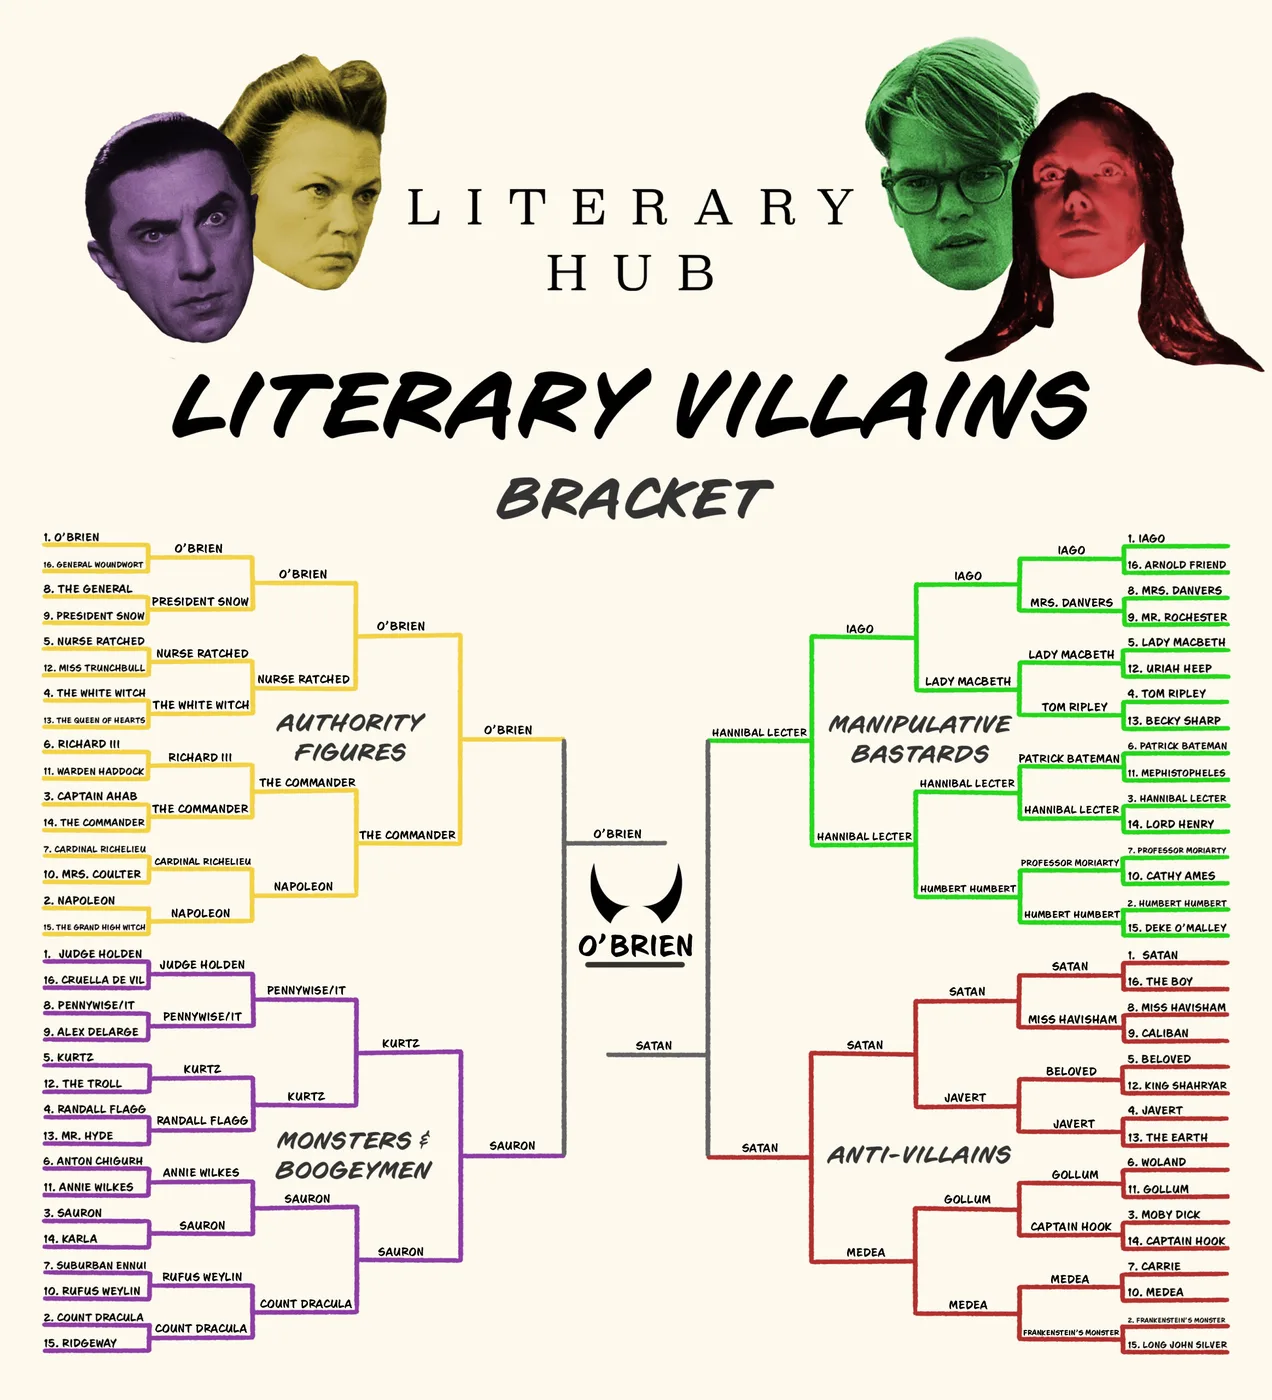 LITERARY
HUB
LITERARY VILLAINS
BRACKET
1. O'BRIEN
16. GENERAL WOUNDWORT
8. THE GENERAL
9. PRESIDENT SNOW
5. NURSE RATCHED
12. MISS TRUNCHBULL
4. THE WHITE WITCH
13. THE QUEEN OF HEARTS
6. RICHARD III
11. WARDEN HADDOCK
3. CAPTAIN AHAB
14. THE COMMANDER
7. CARDINAL RICHELIEU
10. MRS. COULTER
2. NAPOLEON
15. THE GRAND HIGH WITCH
O'BRIEN
PRESIDENT SNOW
NURSE RATCHED
THE WHITE WITCH
RICHARD III
THE COMMANDER
CARDINAL RICHELIEU
NAPOLEON
O'BRIEN
NURSE RATCHED
THE COMMANDER
NAPOLEON
O'BRIEN
THE COMMANDER
O'BRIEN
AUTHORITY
FIGURES
1. JUDGE HOLDEN
16. CRUELLA DE VIL
8. PENNYWISE/IT
9. ALEX DELARGE
5. KURTZ
12. THE TROLL
4. RANDALL FLAGG
13. MR. HYDE
6. ANTON CHIGURH
11. ANNIE WILKES
3. SAURON
14. KARLA
7. SUBURBAN ENNUI
10. RUFUS WEYLIN
2. COUNT DRACULA
15. RIDGEWAY
JUDGE HOLDEN
PENNYWISE/IT
KURTZ
RANDALL FLAGG
ANNIE WILKES
SAURON
RUFUS WEYLIN
COUNT DRACULA
PENNYWISE/IT
KURTZ
SAURON
COUNT DRACULA
KURTZ
SAURON
SAURON
MONSTERS &
BOOGEYMEN
O'BRIEN
O'BRIEN
SATAN
HANNIBAL LECTER
IAGO
HANNIBAL LECTER
IAGO
LADY MACBETH
HANNIBAL LECTER
HUMBERT HUMBERT
IAGO
MRS. DANVERS
LADY MACBETH
TOM RIPLEY
PATRICK BATEMAN
HANNIBAL LECTER
PROFESSOR MORIARTY
HUMBERT HUMBERT
1. IAGO
16. ARNOLD FRIEND
8. MRS. DANVERS
9. MR. ROCHESTER
5. LADY MACBETH
12. URIAH HEEP
4. TOM RIPLEY
13. BECKY SHARP
6. PATRICK BATEMAN
11. MEPHISTOPHELES
3. HANNIBAL LECTER
14. LORD HENRY
7. PROFESSOR MORIARTY
10. CATHY AMES
2. HUMBERT HUMBERT
15. DEKE O'MALLEY
MANIPULATIVE
BASTARDS
SATAN
SATAN
MEDEA
SATAN
JAVERT
GOLLUM
MEDEA
SATAN
MISS HAVISHAM
BELOVED
JAVERT
GOLLUM
CAPTAIN HOOK
MEDEA
FRANKENSTEIN'S MONSTER
1. SATAN
16. THE BOY
8. MISS HAVISHAM
9. CALIBAN
5. BELOVED
12. KING SHAHRYAR
4. JAVERT
13. THE EARTH
6. WOLAND
11. GOLLUM
3. MOBY DICK
14. CAPTAIN HOOK
7. CARRIE
10. MEDEA
2. FRANKENSTEIN'S MONSTER
15. LONG JOHN SILVER
ANTI-VILLAINS